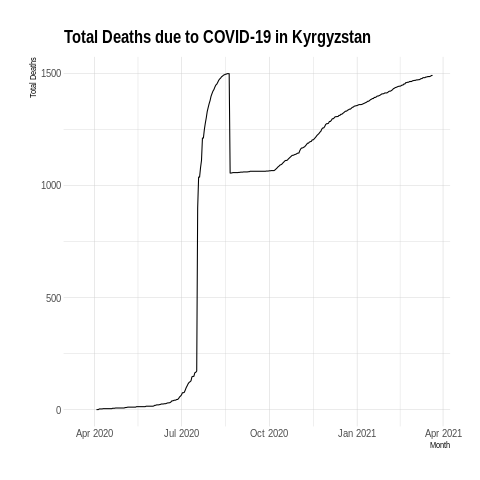 Total Deaths due to COVID-19 in Kyrgyzstan
Total Deaths
1500
1000
500
0
Apr 2020
Jul 2020
Oct 2020
Jan 2021
Apr 2021
Month